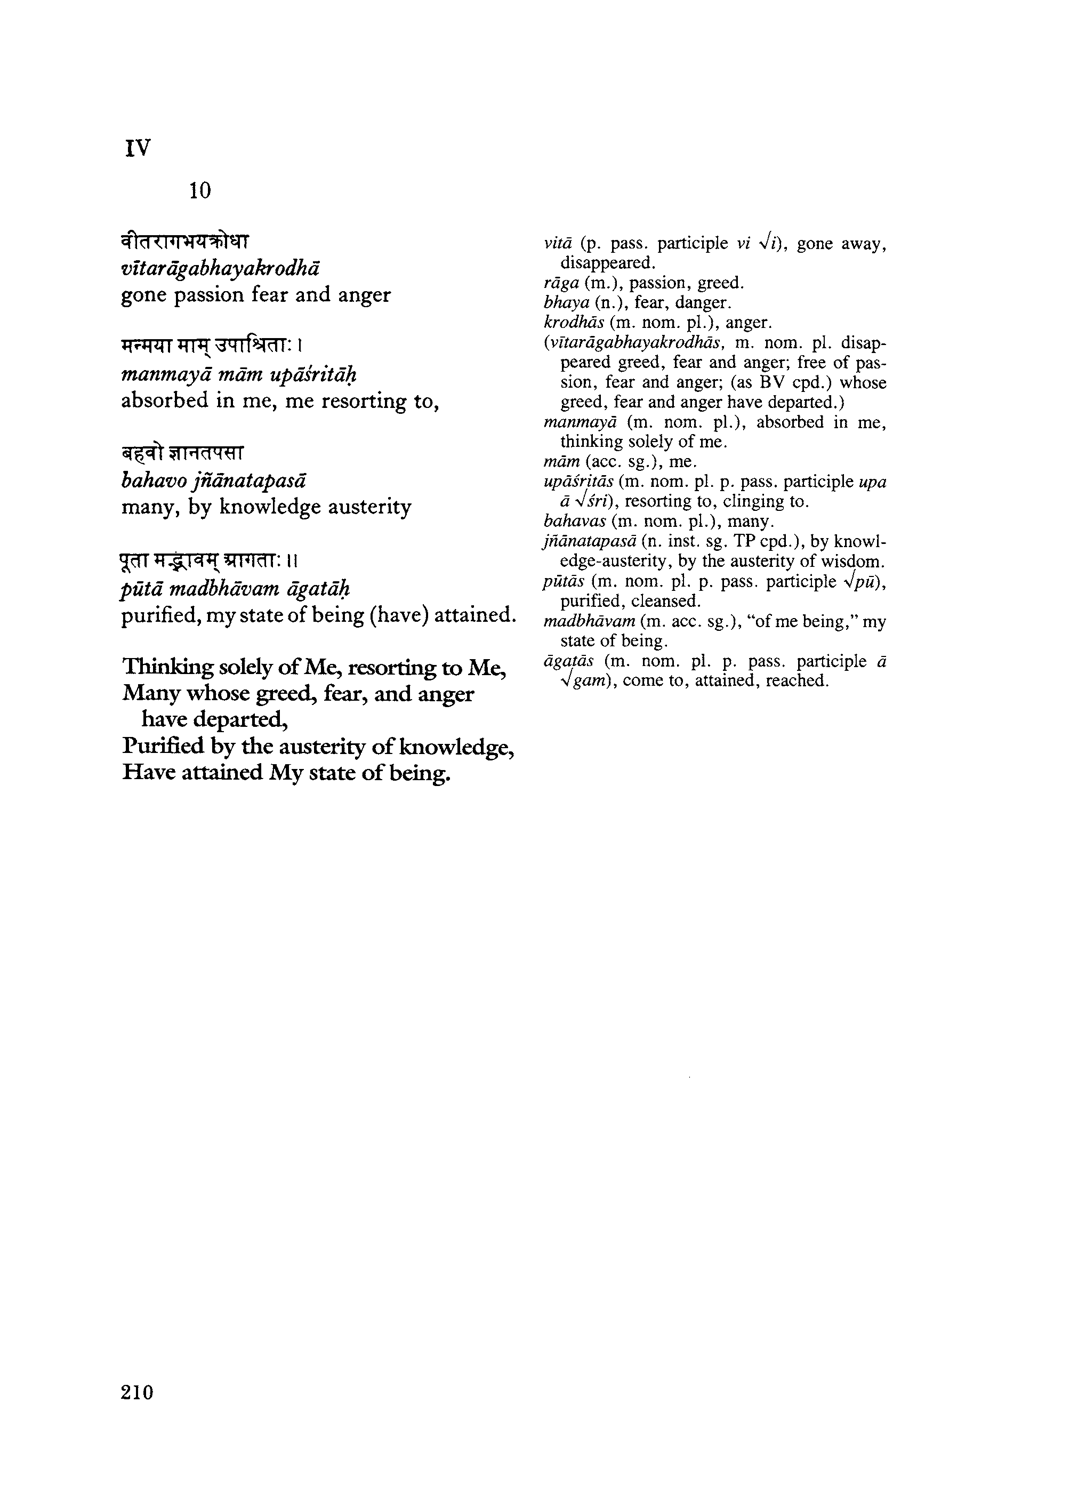 IV
10
वीतरागभयक्रोधा
vītarāgabhayakrodhā
gone passion fear and anger
मन्मया माम् उपाश्रिताः ।
manmayā mām upāśritāḥ
absorbed in me, me resorting to,
बहवो ज्ञानतपसा
bahavo jñānatapasā
many, by knowledge austerity
पूता मद्भावम् आगताः ॥
pūtā madbhāvam āgatāḥ
purified, my state of being (have) attained.
Thinking solely of Me, resorting to Me,
Many whose greed, fear, and anger
have departed,
Purified by the austerity of knowledge,
Have attained My state of being.
vitā (p. pass. participle vi √i), gone away,
disappeared.
rāga (m.), passion, greed.
bhaya (n.), fear, danger.
krodhās (m. nom. pl.), anger.
(vītarāgabhayakrodhās, m. nom. pl. disap-
peared greed, fear and anger; free of pas-
sion, fear and anger; (as BV cpd.) whose
greed, fear and anger have departed.)
manmayā (m. nom. pl.), absorbed in me,
thinking solely of me.
mām (acc. sg.), me.
upāśritās (m. nom. pl. p. pass. participle upa
ā √śri), resorting to, clinging to.
bahavas (m. nom. pl.), many.
jñānatapasā (n. inst. sg. TP cpd.), by knowl-
edge-austerity, by the austerity of wisdom.
pūtās (m. nom. pl. p. pass. participle √pū),
purified, cleansed.
madbhāvam (m. acc. sg.), “of me being,” my
state of being.
āgatās (m. nom. pl. p. pass. participle ā
√gam), come to, attained, reached.
210